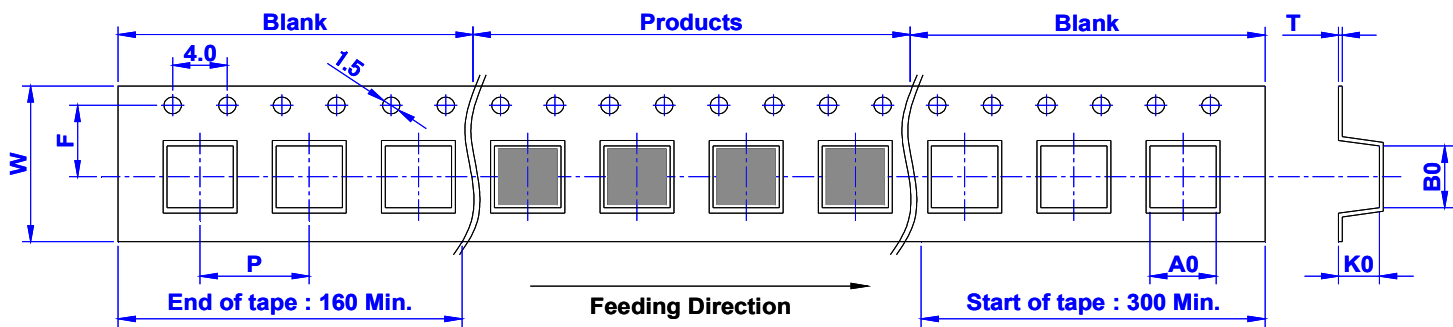 Blank
Products
Blank
T
4.0
1.5
F
W
B0
P
A0
K0
End of tape : 160 Min.
Feeding Direction
Start of tape : 300 Min.